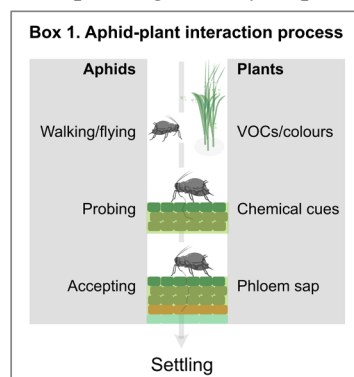 Box 1. Aphid-plant interaction process
Aphids Plants
Walking/flying VOCs/colours
Probing Chemical cues
Accepting Phloem sap
Settling